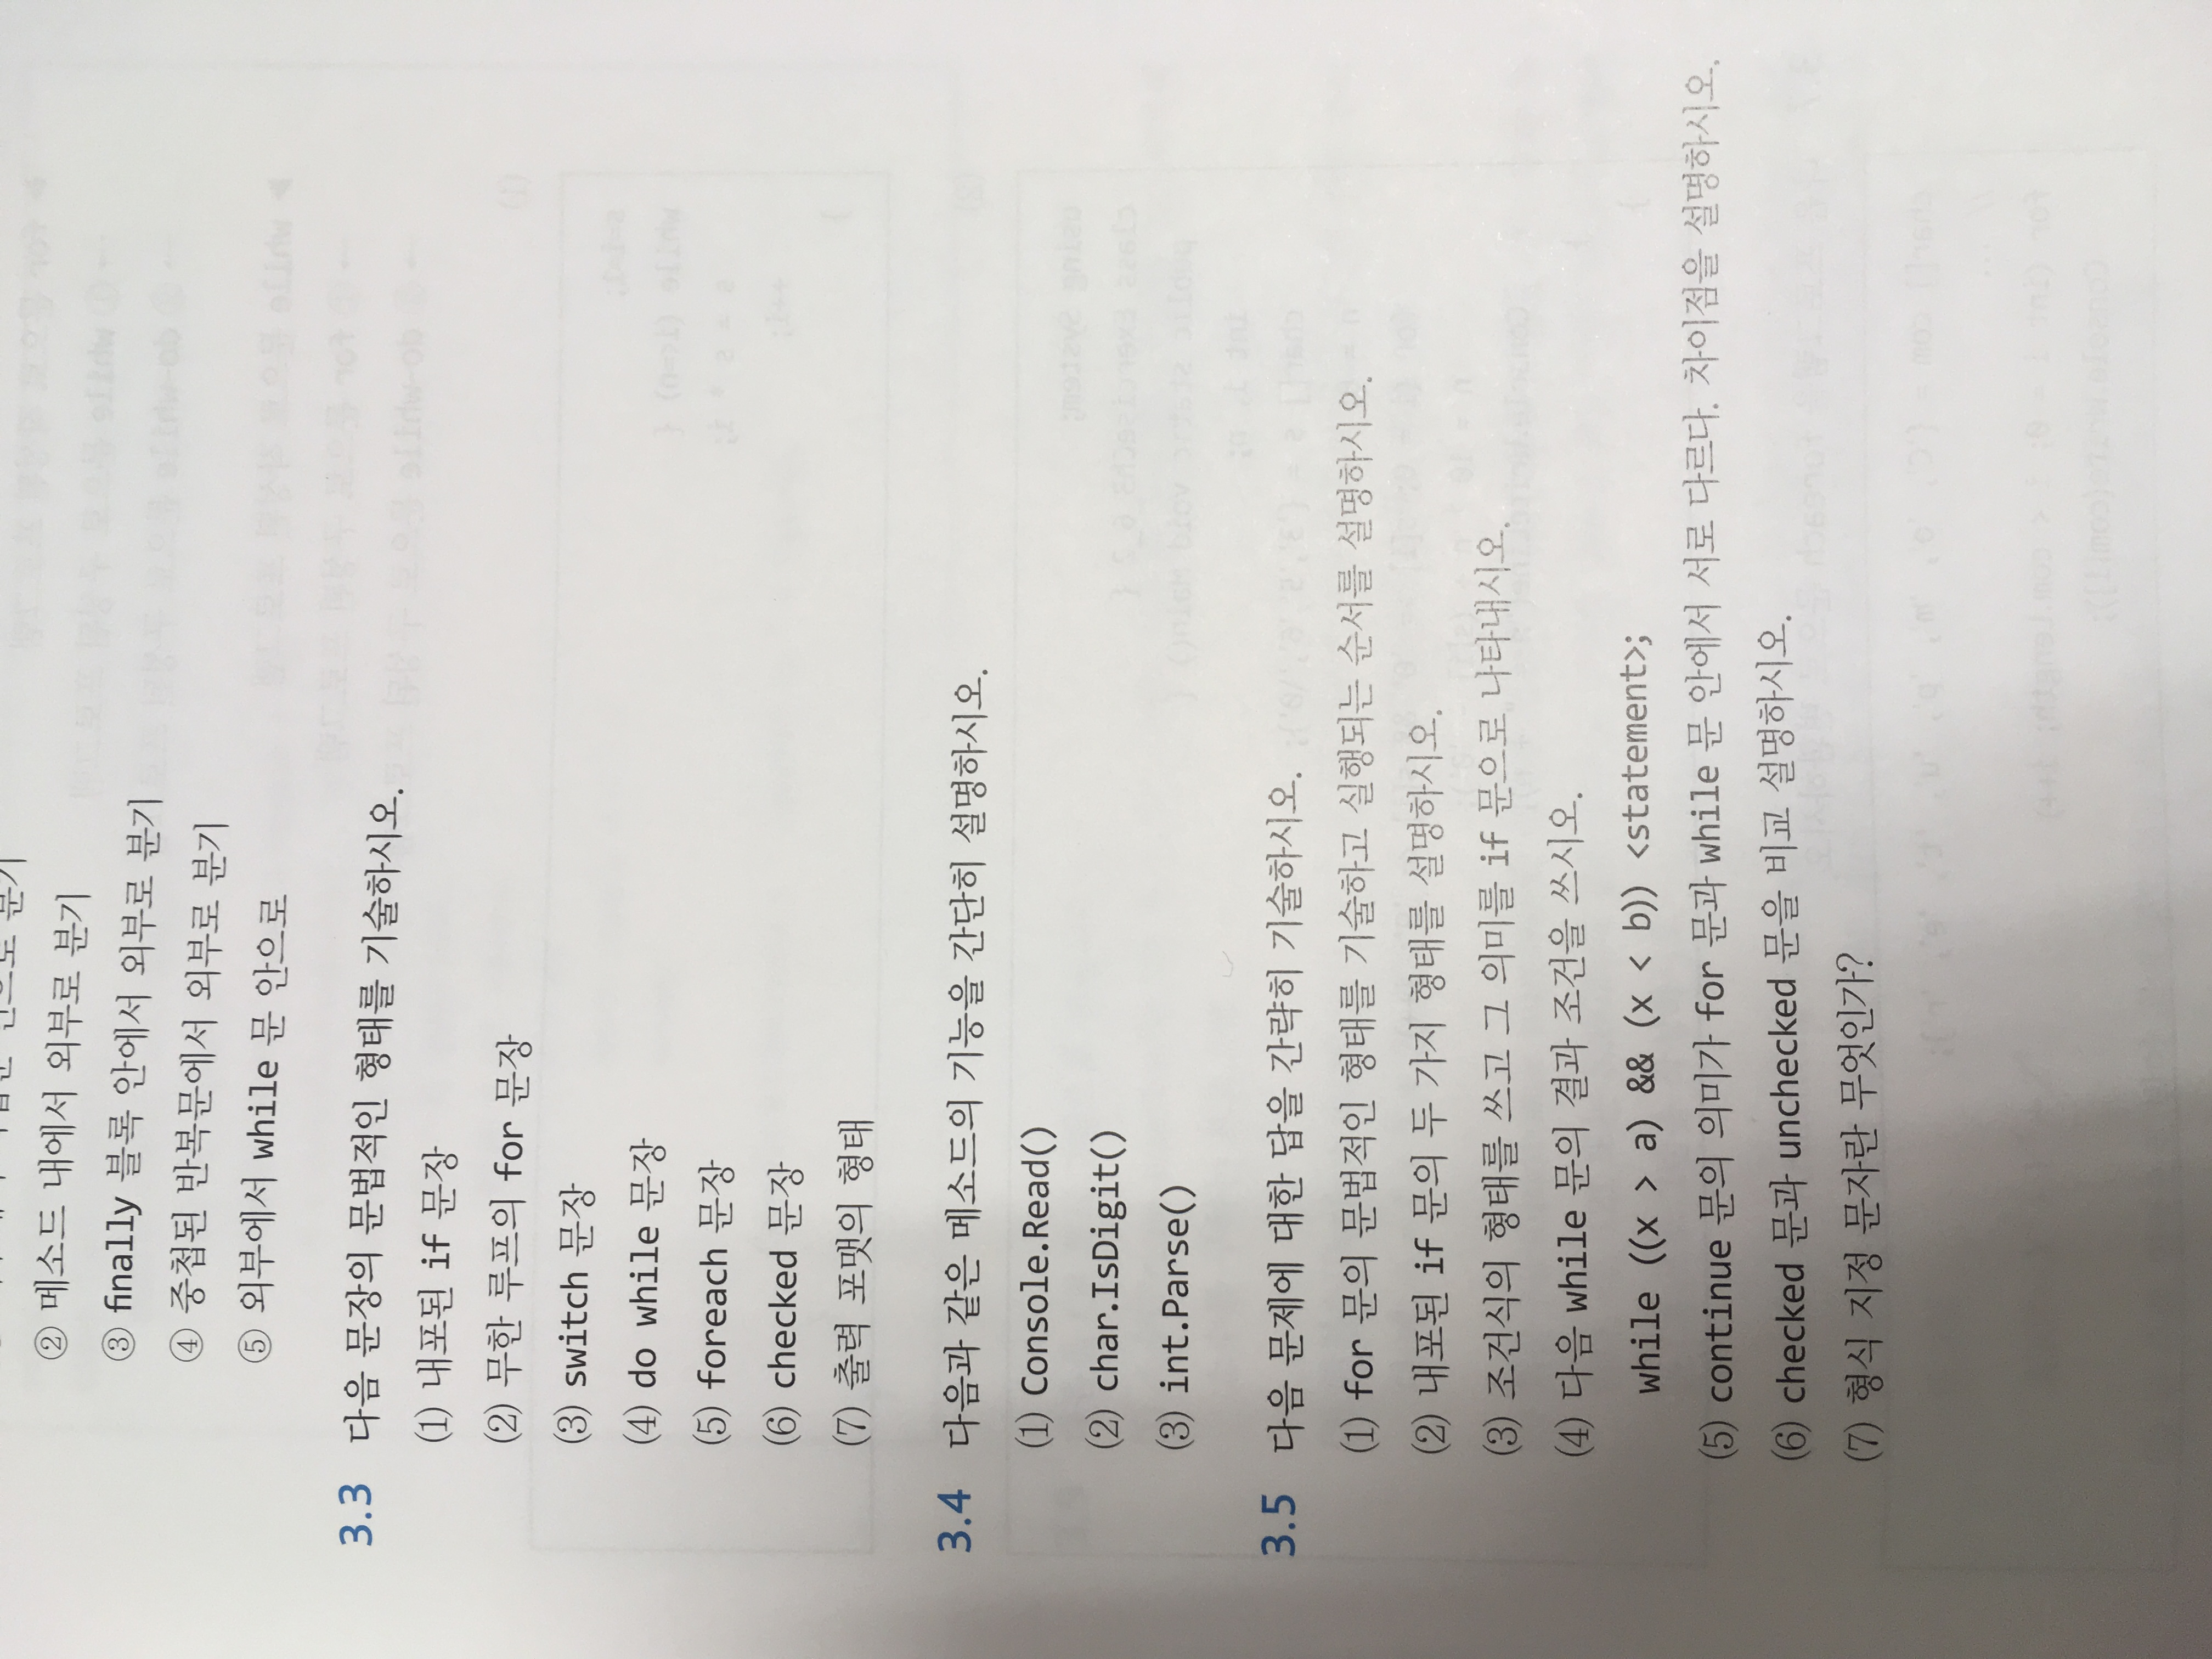 안으로 분기
② 메소드 내에서 외부로 분기
③ finally 블록 안에서 외부로 분기
④ 중첩된 반복문에서 외부로 분기
⑤ 외부에서 while 문 안으로
3.3 다음 문장의 문법적인 형태를 기술하시오.
(1) 내포된 if 문장
(2) 무한 루프의 for 문장
(3) switch 문장
(4) do while 문장
(5) foreach 문장
(6) checked 문장
(7) 출력 포맷의 형태
3.4 다음과 같은 메소드의 기능을 간단히 설명하시오.
(1) Console.Read()
(2) char.IsDigit()
(3) int.Parse()
3.5 다음 문제에 대한 답을 간략히 기술하시오.
(1) for 문의 문법적인 형태를 기술하고 실행되는 순서를 설명하시오.
(2) 내포된 if 문의 두 가지 형태를 설명하시오.
(3) 조건식의 형태를 쓰고 그 의미를 if 문으로 나타내시오.
(4) 다음 while 문의 결과 조건을 쓰시오.
while ((x > a) && (x < b)) <statement>;
(5) continue 문의 의미가 for 문과 while 문 안에서 서로 다르다. 차이점을 설명하시오.
(6) checked 문과 unchecked 문을 비교 설명하시오.
(7) 형식 지정 문자란 무엇인가?